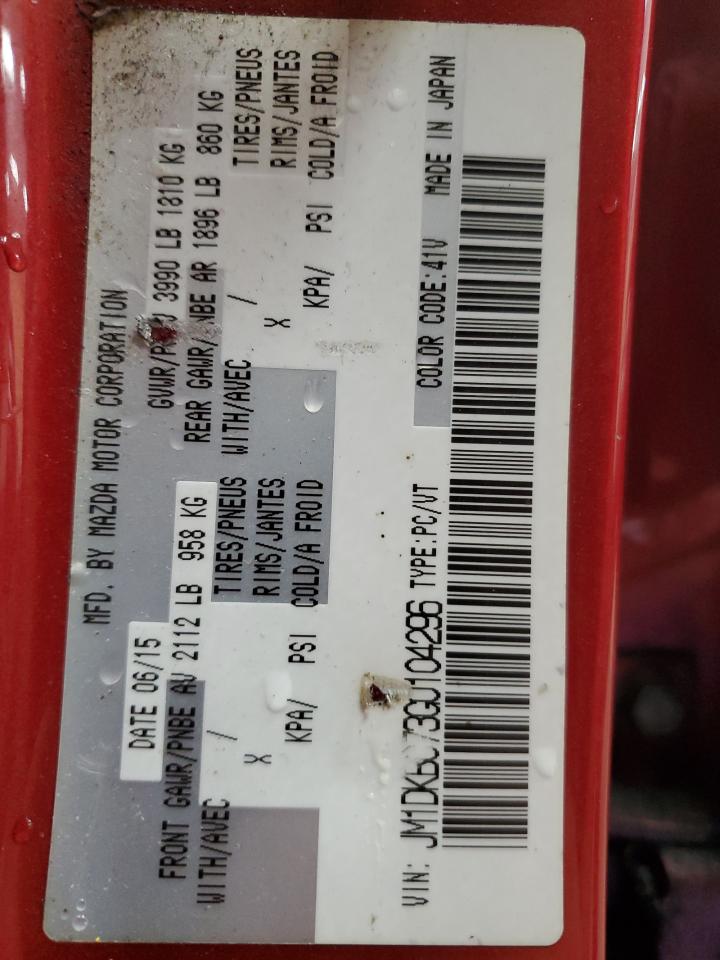 MFD. BY MAZDA MOTOR CORPORATION
DATE 06/15 3990 LB 1810 KG
FRONT GAWR/PNBE AV 2112 LB 958 KG REAR GAWR/PNBE AR 1896 LB 860 KG
WITH/AVEC / TIRES/PNEUS WITH/AVEC / TIRES/PNEUS
X RIMS/JANTES X RIMS/JANTES
KPA/ PSI COLD/A FROID KPA/ PSI COLD/A FROID
VIN: JM1DKBC73G0104296 TYPE:PC/VT COLOR CODE:41V MADE IN JAPAN